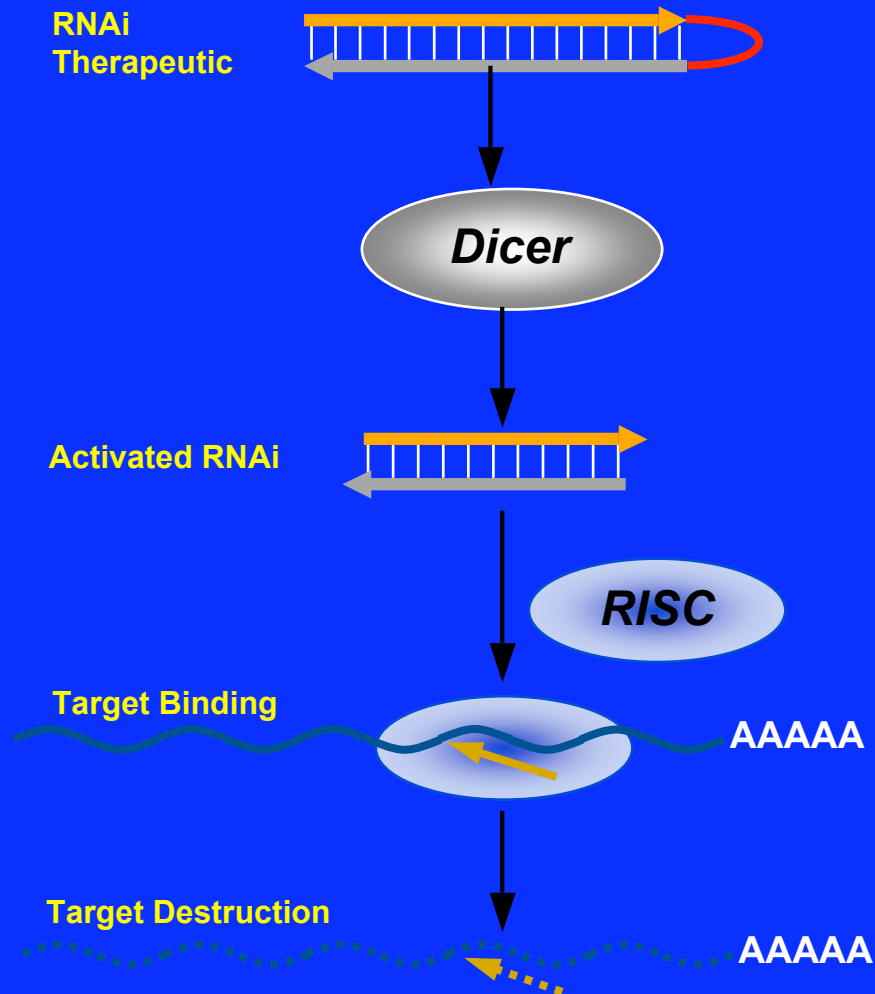 RNAi
Therapeutic
Dicer
Activated RNAi
RISC
Target Binding
AAAAA
Target Destruction
AAAAA